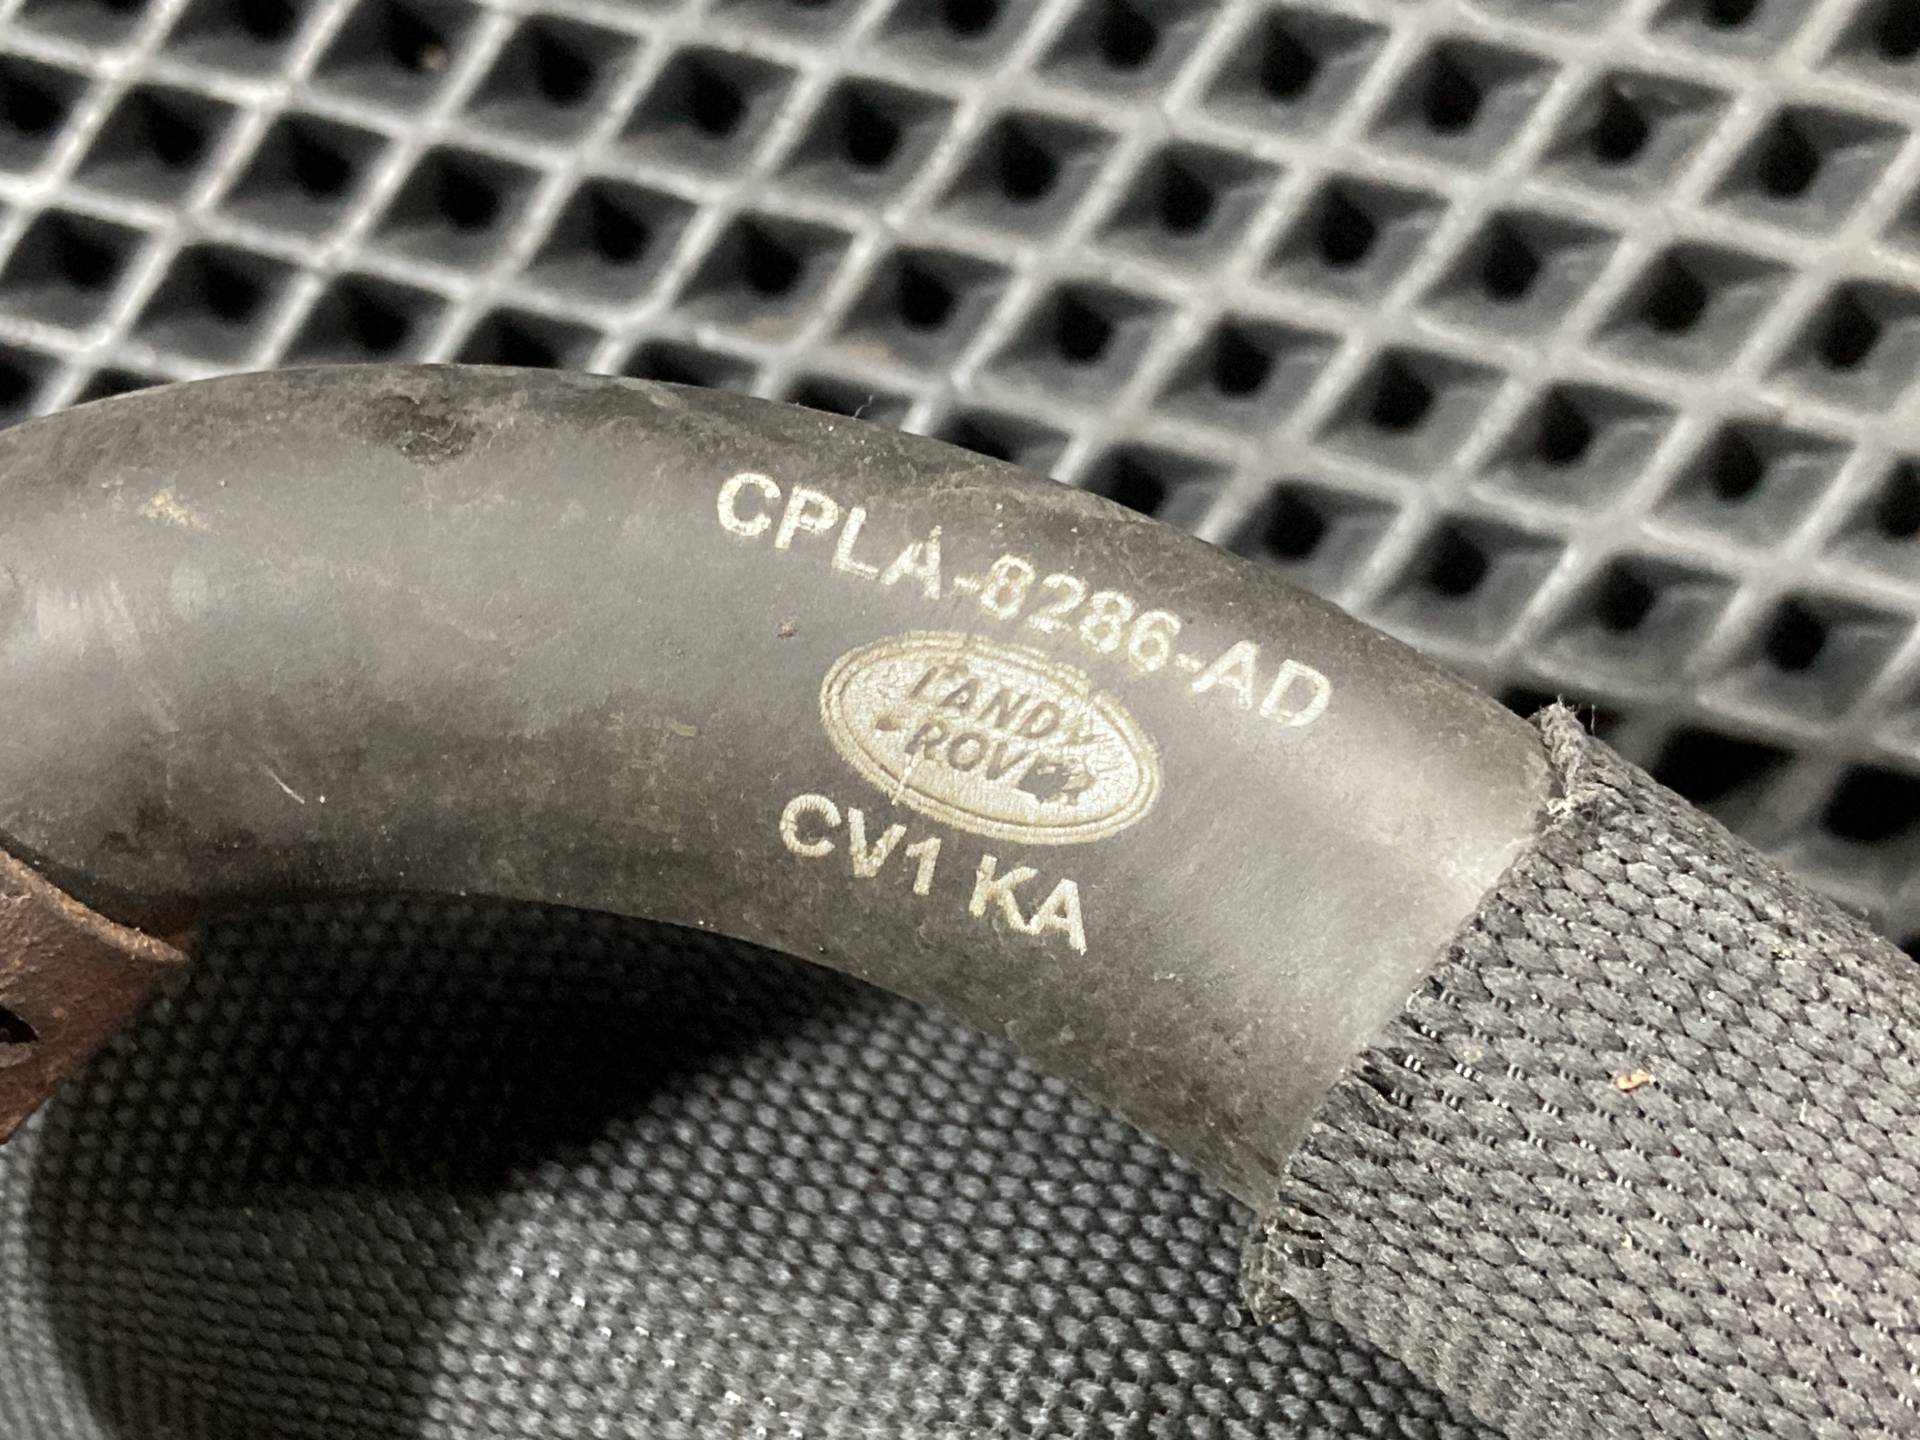 CPLA-8286-AD
LAND
ROVER
CV1 KA